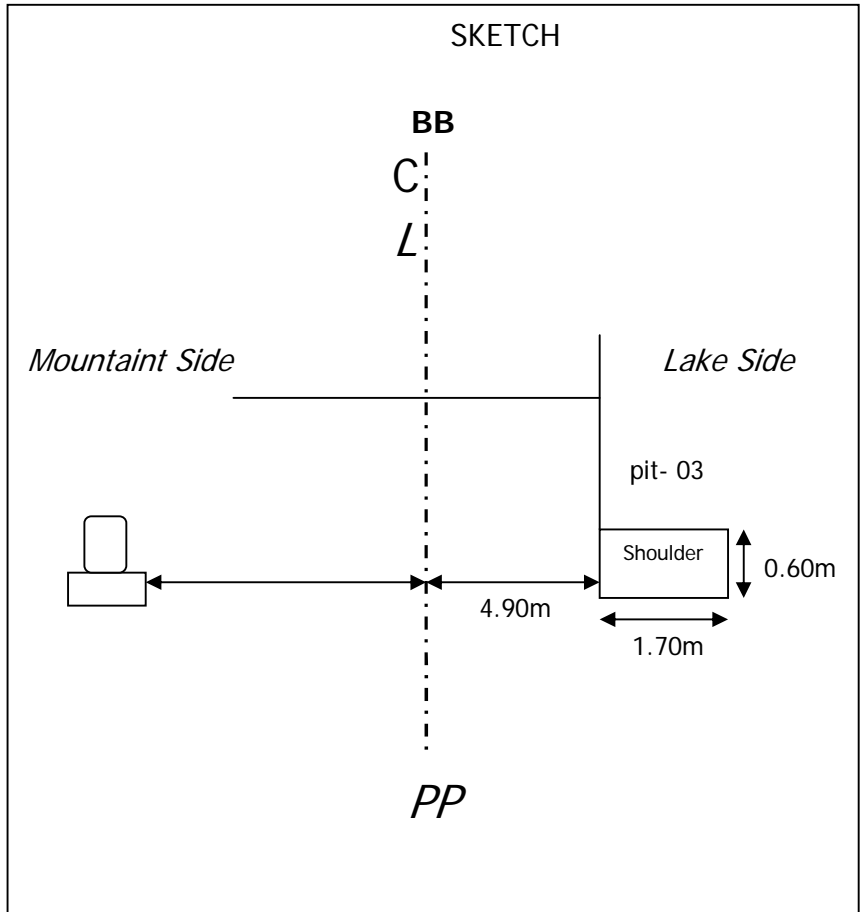 SKETCH
BB
C
L
Mountaint Side
Lake Side
pit- 03
Shoulder
0.60m
4.90m
1.70m
PP